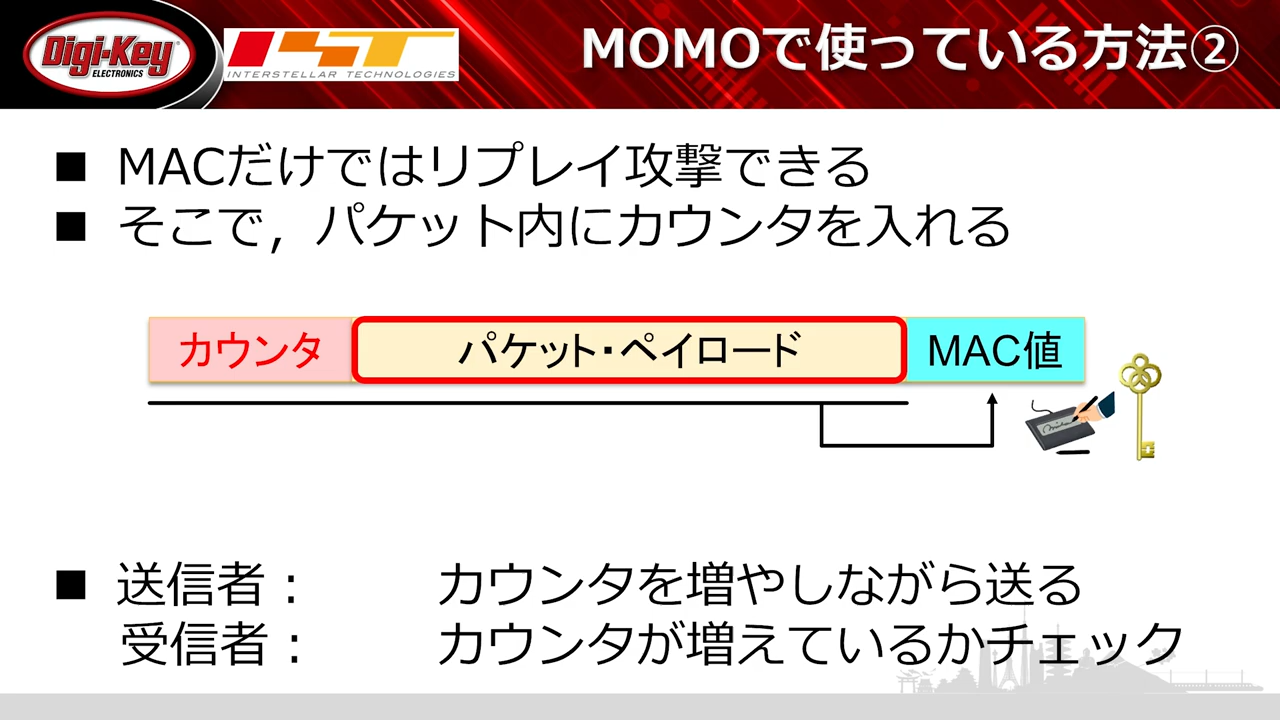 Digi-Key
ELECTRONICS
IST
INTERSTELLAR TECHNOLOGIES
MOMOで使っている方法②
■ MACだけではリプレイ攻撃できる
■ そこで，パケット内にカウンタを入れる
カウンタ パケット・ペイロード MAC値
■ 送信者： カウンタを増やしながら送る
受信者： カウンタが増えているかチェック